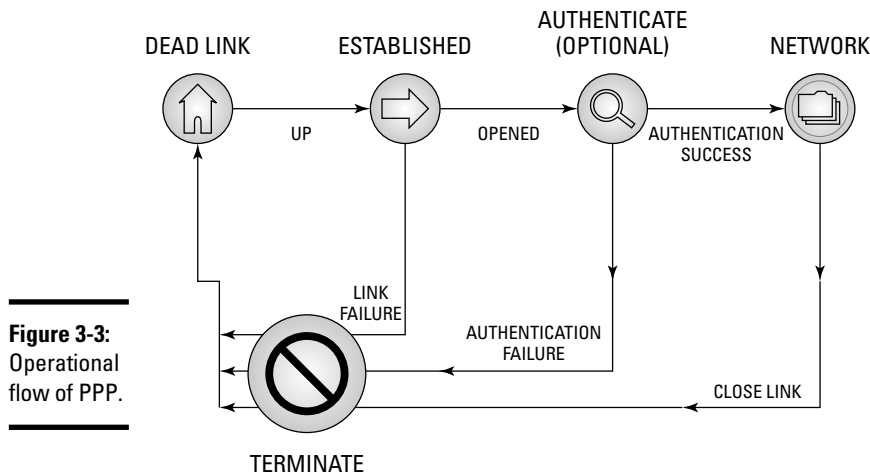 DEAD LINK
ESTABLISHED
AUTHENTICATE
(OPTIONAL)
NETWORK
UP
OPENED
AUTHENTICATION
SUCCESS
LINK
FAILURE
AUTHENTICATION
FAILURE
CLOSE LINK
TERMINATE
Figure 3-3:
Operational
flow of PPP.